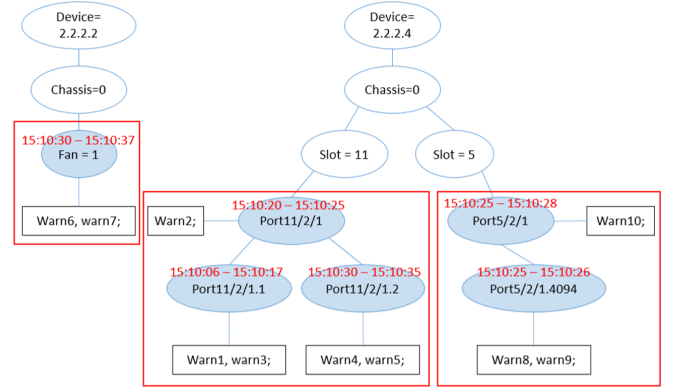 Device=
2.2.2.2
Chassis=0
15:10:30 – 15:10:37
Fan = 1
Warn6, warn7;
Device=
2.2.2.4
Chassis=0
Slot = 11
Slot = 5
15:10:20 – 15:10:25
Port11/2/1
Warn2;
15:10:06 – 15:10:17
Port11/2/1.1
15:10:30 – 15:10:35
Port11/2/1.2
Warn1, warn3;
Warn4, warn5;
15:10:25 – 15:10:28
Port5/2/1
Warn10;
15:10:25 – 15:10:26
Port5/2/1.4094
Warn8, warn9;